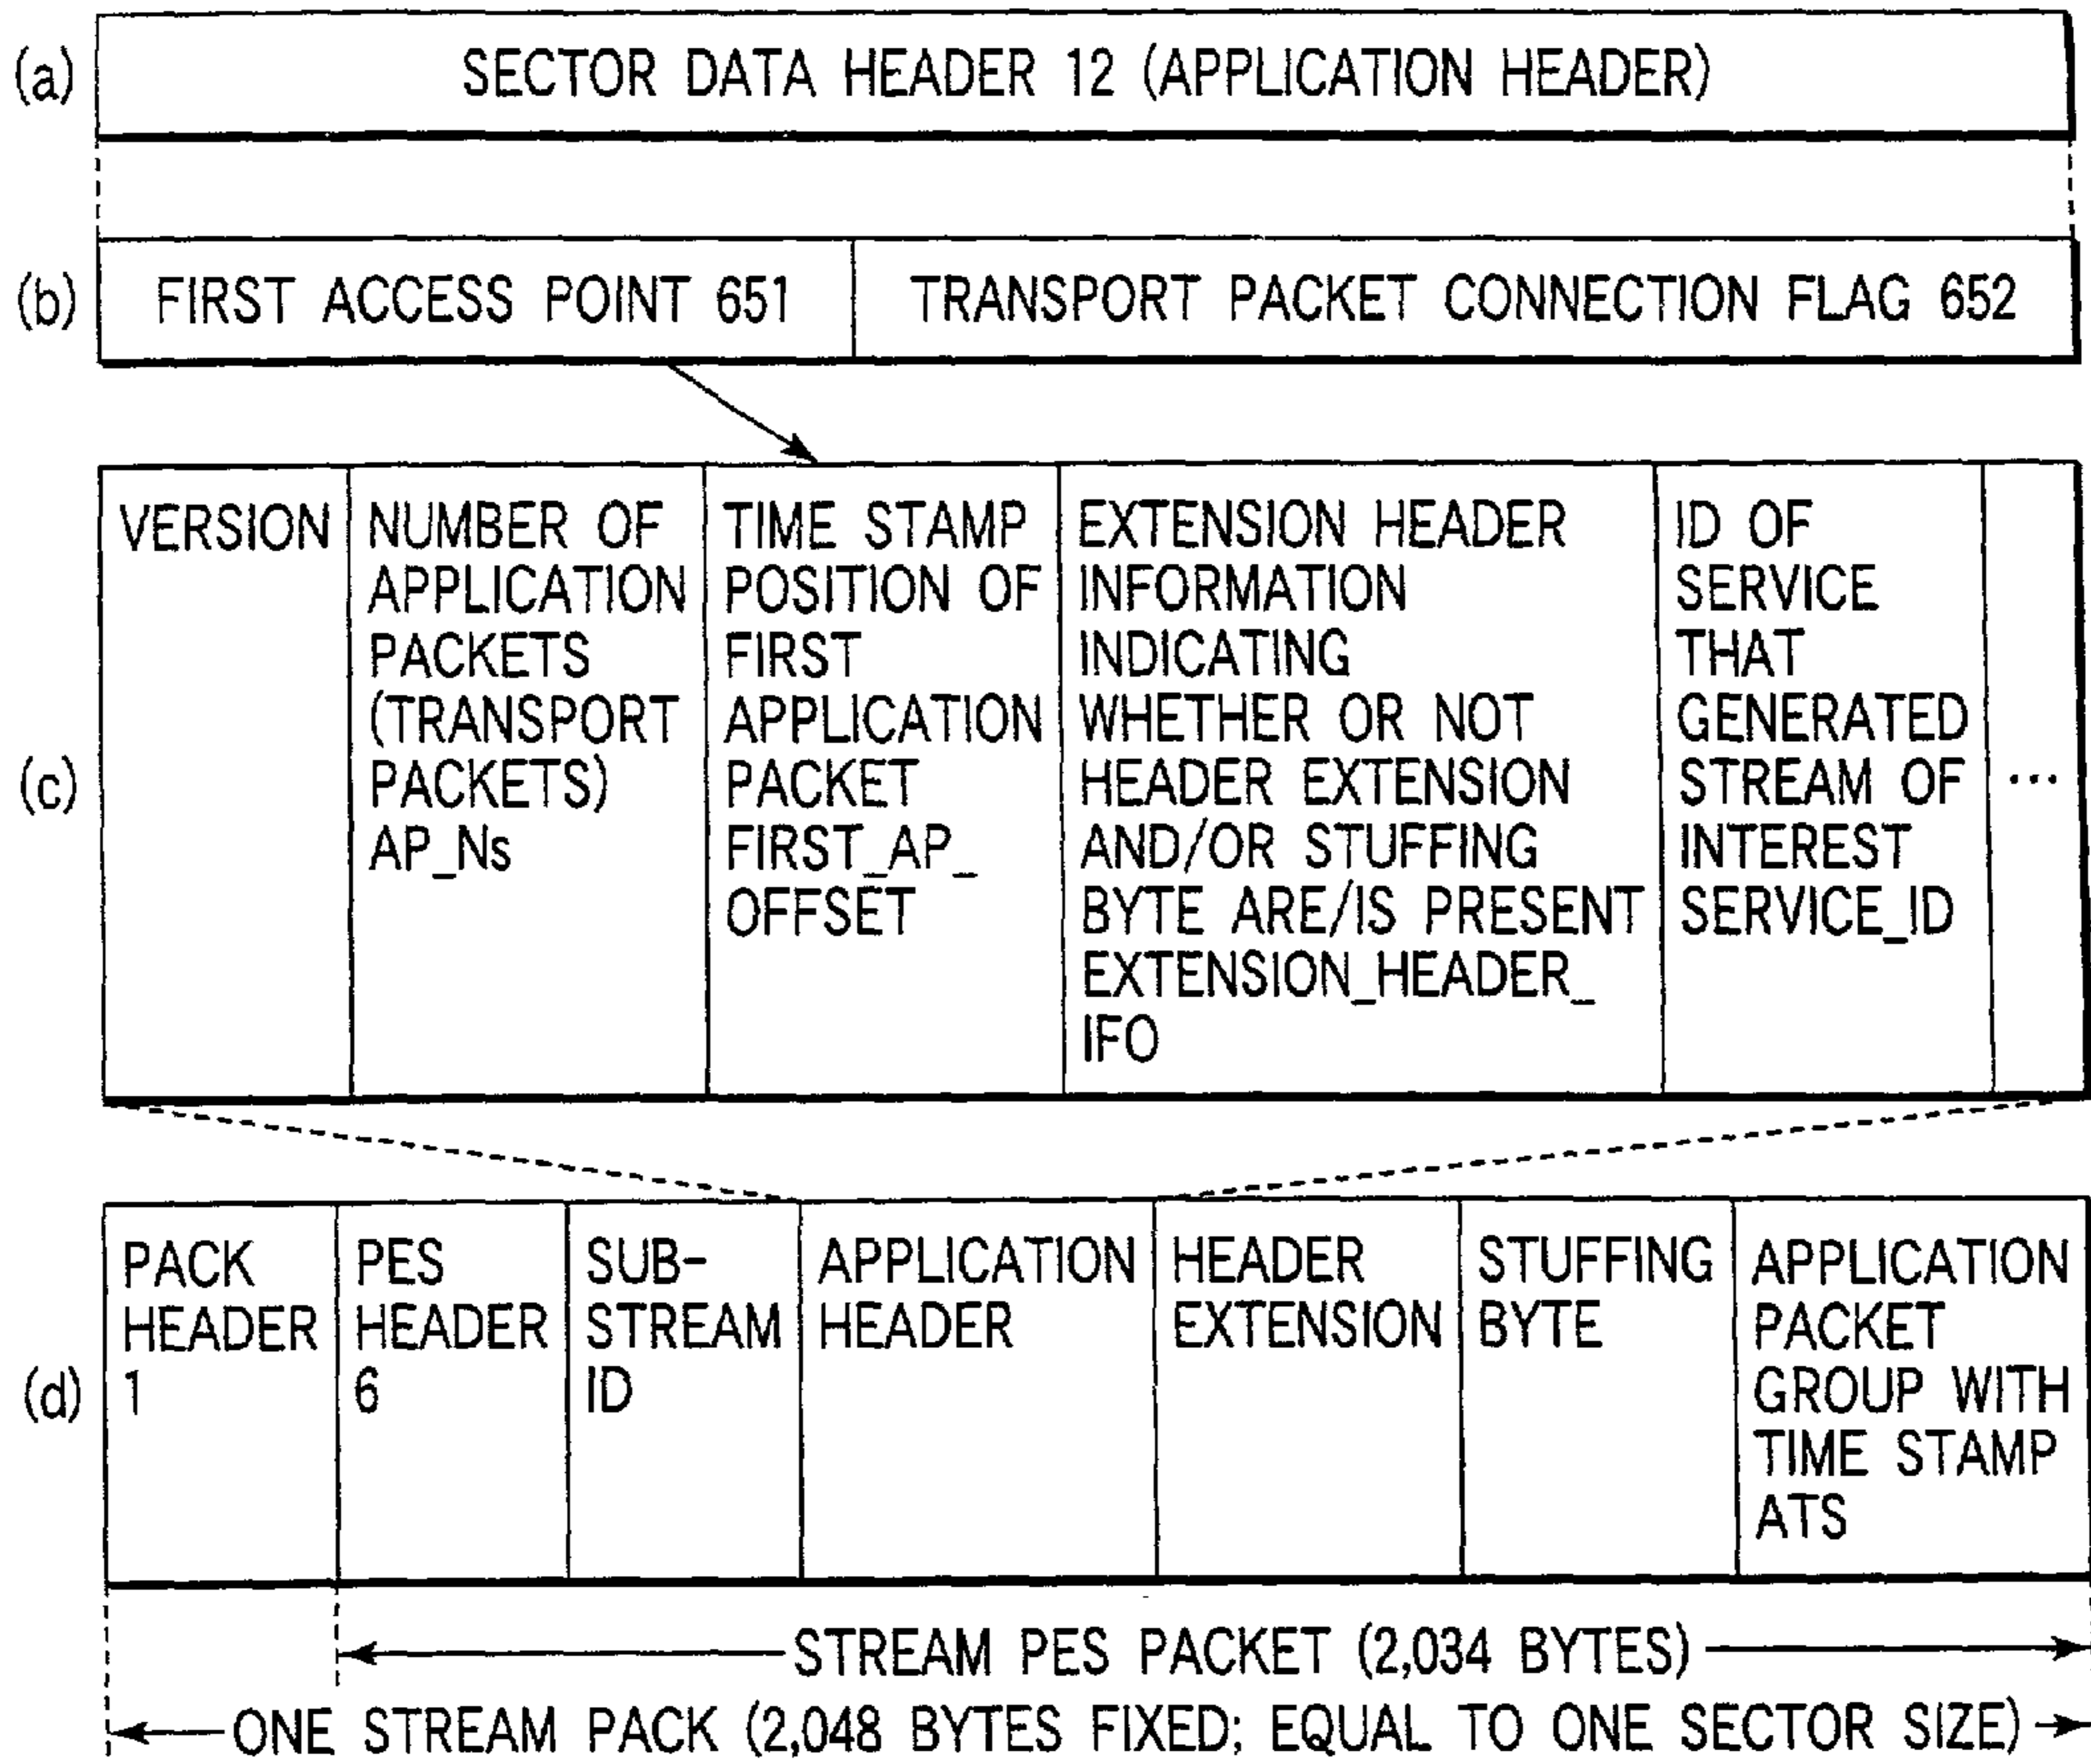 (a)
SECTOR DATA HEADER 12 (APPLICATION HEADER)
(b)
FIRST ACCESS POINT 651
TRANSPORT PACKET CONNECTION FLAG 652
(c)
VERSION
NUMBER OF
APPLICATION
PACKETS
(TRANSPORT
PACKETS)
AP_Ns
TIME STAMP
POSITION OF
FIRST
APPLICATION
PACKET
FIRST_AP_
OFFSET
EXTENSION HEADER
INFORMATION
INDICATING
WHETHER OR NOT
HEADER EXTENSION
AND/OR STUFFING
BYTE ARE/IS PRESENT
EXTENSION_HEADER_
IFO
ID OF
SERVICE
THAT
GENERATED
STREAM OF
INTEREST
SERVICE_ID
...
(d)
PACK
HEADER
1
PES
HEADER
6
SUB-
STREAM
ID
APPLICATION
HEADER
HEADER
EXTENSION
STUFFING
BYTE
APPLICATION
PACKET
GROUP WITH
TIME STAMP
ATS
STREAM PES PACKET (2,034 BYTES)
ONE STREAM PACK (2,048 BYTES FIXED; EQUAL TO ONE SECTOR SIZE)